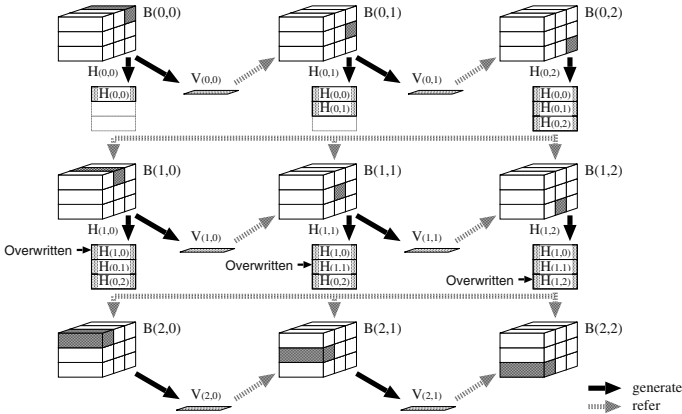 B(0,0) B(0,1) B(0,2)
H(0,0) V(0,0) H(0,1) V(0,1) H(0,2)
H(0,0) H(0,0) H(0,0)
H(0,1) H(0,1)
H(0,2)
B(1,0) B(1,1) B(1,2)
H(1,0) V(1,0) H(1,1) V(1,1) H(1,2)
Overwritten H(1,0) H(1,0) H(1,0)
H(0.1) Overwritten H(1.1) H(1.1)
H(0,2) H(0,2) Overwritten H(1,2)
B(2,0) B(2,1) B(2,2)
V(2,0) V(2,1)
generate
refer